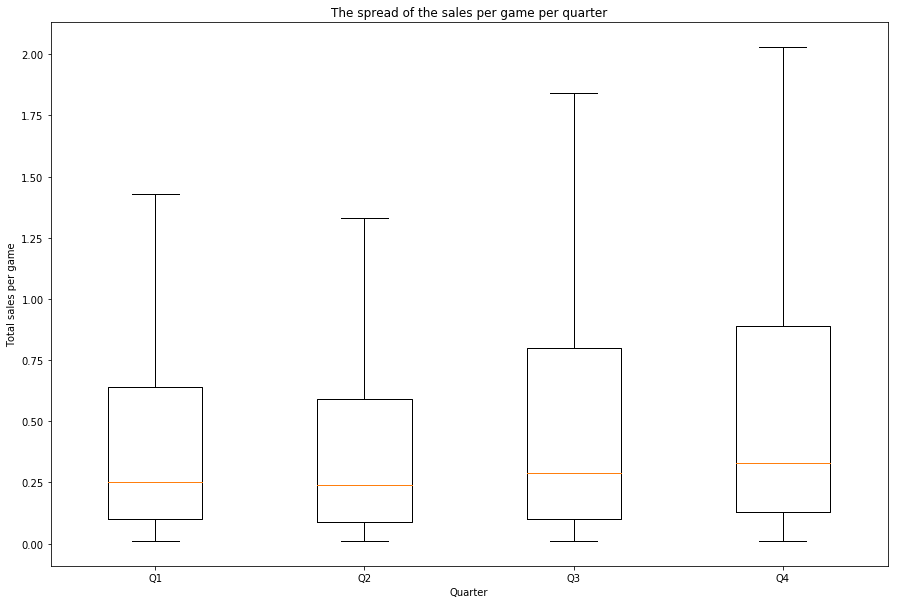 The spread of the sales per game per quarter
Total sales per game
2.00
1.75
1.50
1.25
1.00
0.75
0.50
0.25
0.00
Q1 Q2 Q3 Q4
Quarter